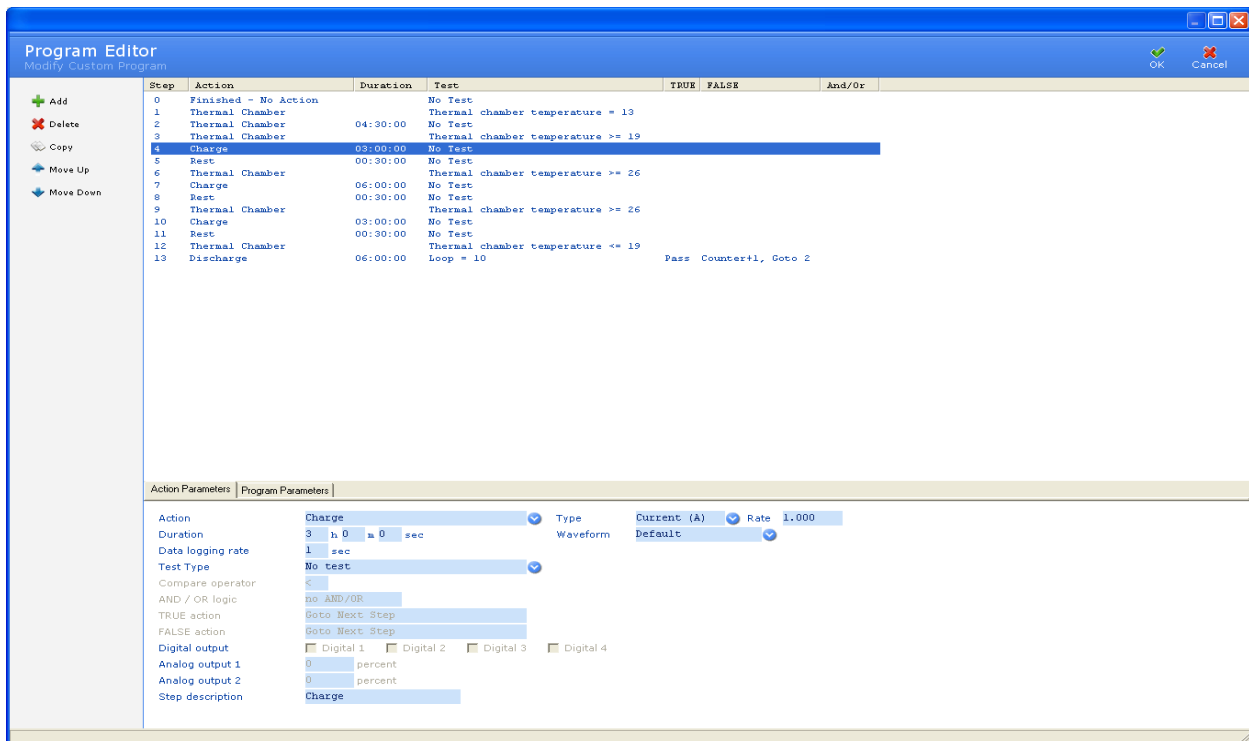 Program Editor
Modify Custom Program
OK Cancel
Add
Delete
Copy
Move Up
Move Down
Step Action Duration Test TRUE FALSE And/Or
0 Finished - No Action No Test
1 Thermal Chamber Thermal chamber temperature = 13
2 Thermal Chamber 04:30:00 No Test
3 Thermal Chamber Thermal chamber temperature >= 19
4 Charge 03:00:00 No Test
5 Rest 00:30:00 No Test
6 Thermal Chamber Thermal chamber temperature >= 26
7 Charge 06:00:00 No Test
8 Rest 00:30:00 No Test
9 Thermal Chamber Thermal chamber temperature >= 26
10 Charge 03:00:00 No Test
11 Rest 00:30:00 No Test
12 Thermal Chamber Thermal chamber temperature <= 19
13 Discharge 06:00:00 Loop = 10 Pass Counter+1, Goto 2
Action Parameters Program Parameters
Action Charge Type Current (A) Rate 1.000
Duration 3 h 0 m 0 sec Waveform Default
Data logging rate 1 sec
Test Type No test
Compare operator <
AND / OR logic no AND/OR
TRUE action Goto Next Step
FALSE action Goto Next Step
Digital output Digital 1 Digital 2 Digital 3 Digital 4
Analog output 1 0 percent
Analog output 2 0 percent
Step description Charge